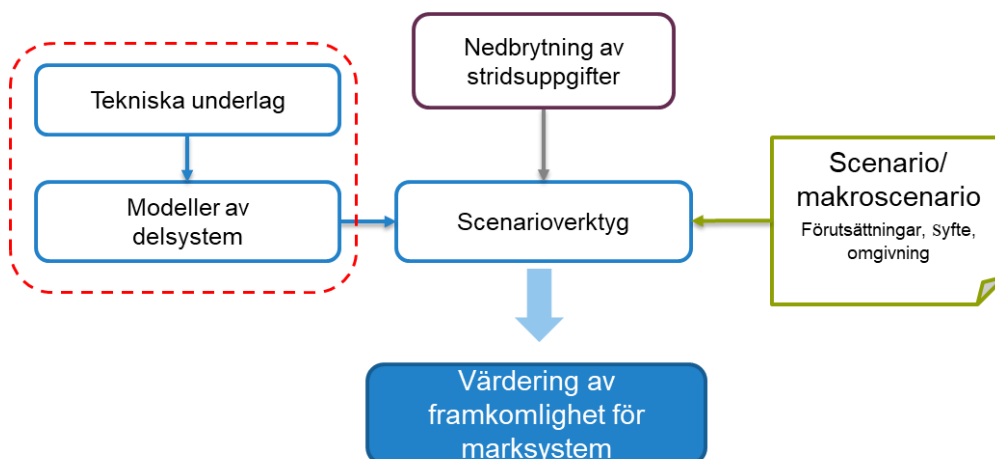 Nedbrytning av
stridsuppgifter
Tekniska underlag
Modeller av
delsystem
Scenarioverktyg
Scenario/
makroscenario
Förutsättningar, Syfte,
omgivning
Värdering av
framkomlighet för
marksystem